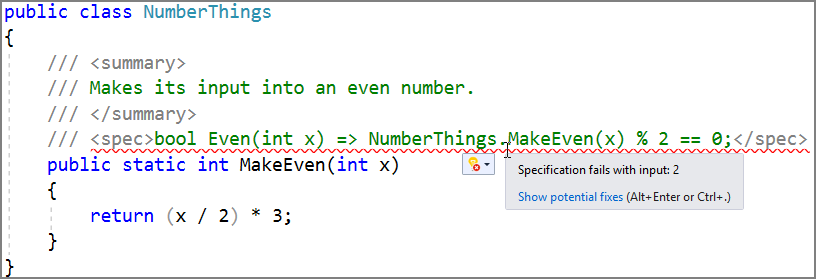 public class NumberThings
{
/// <summary>
/// Makes its input into an even number.
/// </summary>
/// <spec>bool Even(int x) => NumberThings.MakeEven(x) % 2 == 0;</spec>
public static int MakeEven(int x)
Specification fails with input: 2
{
Show potential fixes (Alt+Enter or Ctrl+.)
return (x / 2) * 3;
}
}